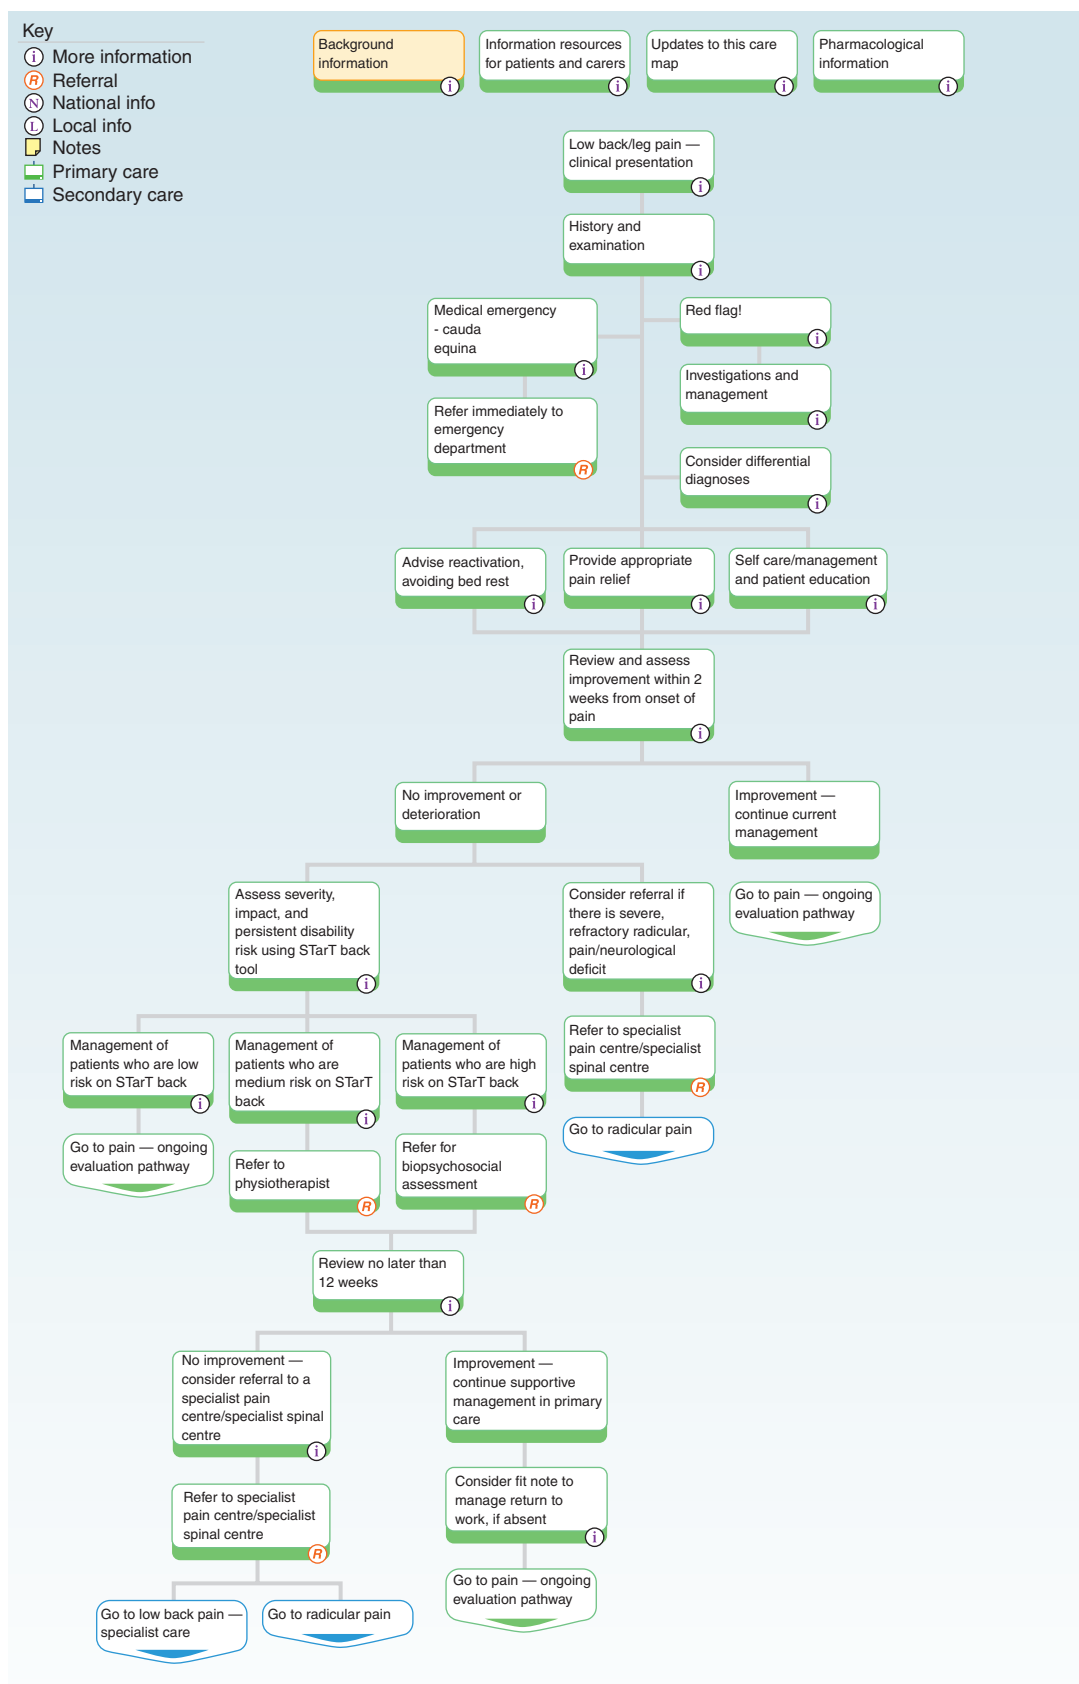 Key
i More information
R Referral
N National info
L Local info
Notes
Primary care
Secondary care
Background
information
i
Information resources
for patients and carers
i
Updates to this care
map
i
Pharmacological
information
i
Low back/leg pain —
clinical presentation
i
History and
examination
i
Medical emergency
- cauda
equina
i
Red flag!
i
Investigations and
management
i
Refer immediately to
emergency
department
R
Consider differential
diagnoses
i
Advise reactivation,
avoiding bed rest
i
Provide appropriate
pain relief
i
Self care/management
and patient education
i
Review and assess
improvement within 2
weeks from onset of
pain
i
No improvement or
deterioration
Improvement —
continue current
management
Assess severity,
impact, and
persistent disability
risk using STarT back
tool
i
Consider referral if
there is severe,
refractory radicular,
pain/neurological
deficit
i
Go to pain — ongoing
evaluation pathway
Management of
patients who are low
risk on STarT back
i
Management of
patients who are
medium risk on STarT
back
i
Management of
patients who are high
risk on STarT back
i
Refer to specialist
pain centre/specialist
spinal centre
R
Go to pain — ongoing
evaluation pathway
Refer to
physiotherapist
R
Refer for
biopsychosocial
assessment
R
Go to radicular pain
Review no later than
12 weeks
i
No improvement —
consider referral to a
specialist pain
centre/specialist spinal
centre
i
Improvement —
continue supportive
management in primary
care
Refer to specialist
pain centre/specialist
spinal centre
R
Consider fit note to
manage return to
work, if absent
i
Go to low back pain —
specialist care
Go to radicular pain
Go to pain — ongoing
evaluation pathway